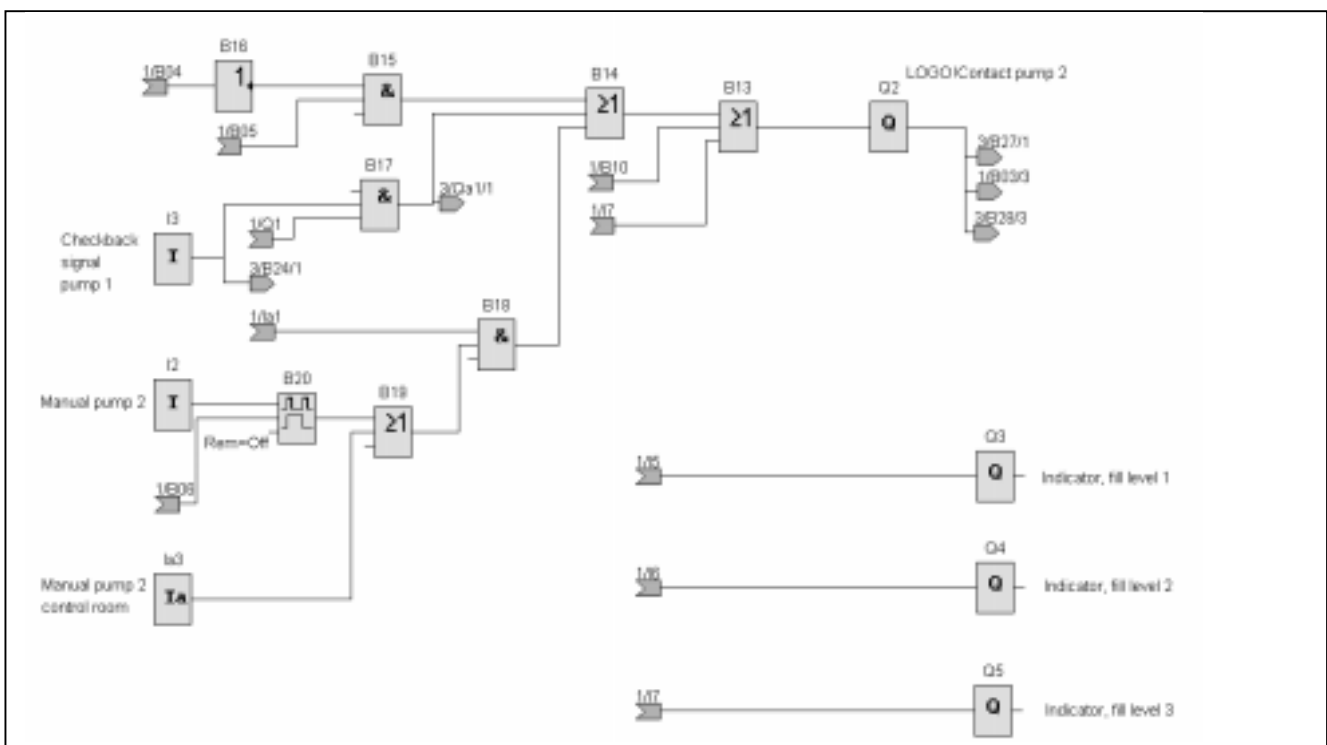 B16
1
1/B04
B15
&
1/B05
B14
≥1
B13
≥1
Q2
Q
LOGO!Contact pump 2
3/B27/1
1/B03/3
3/B28/3
1/B10
1/I7
B17
&
3/Qa1/1
1/Q1
I3
I
Checkback
signal
pump 1
3/B24/1
1/Ia1
B18
&
I2
I
Manual pump 2
B20
Rem=Off
B19
≥1
1/B08
Ia3
Ia
Manual pump 2
control room
1/I5
Q3
Q
Indicator, fill level 1
1/I6
Q4
Q
Indicator, fill level 2
1/I7
Q5
Q
Indicator, fill level 3